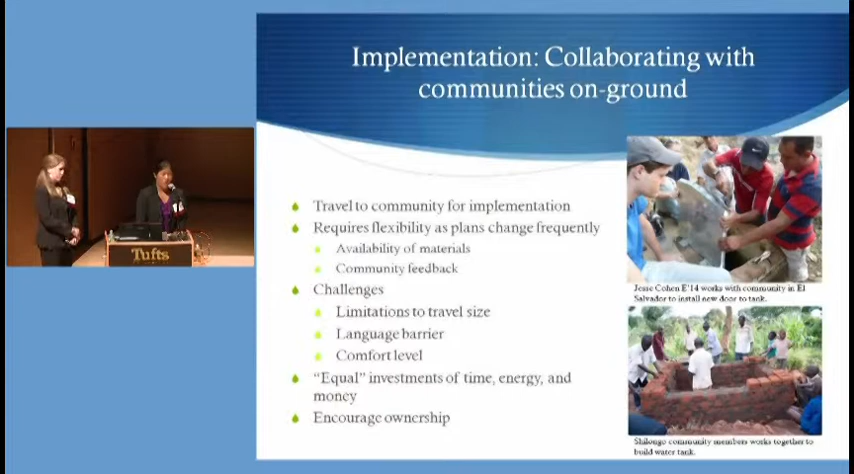 Implementation: Collaborating with
communities on-ground
Travel to community for implementation
Requires flexibility as plans change frequently
Availability of materials
Community feedback
Challenges
Limitations to travel size
Language barrier
Comfort level
"Equal" investments of time, energy, and
money
Encourage ownership
Jesse Cohen E'14 works with community in El
Salvador to install new door to tank.
Shilongo community members works together to
build water tank.
Tufts